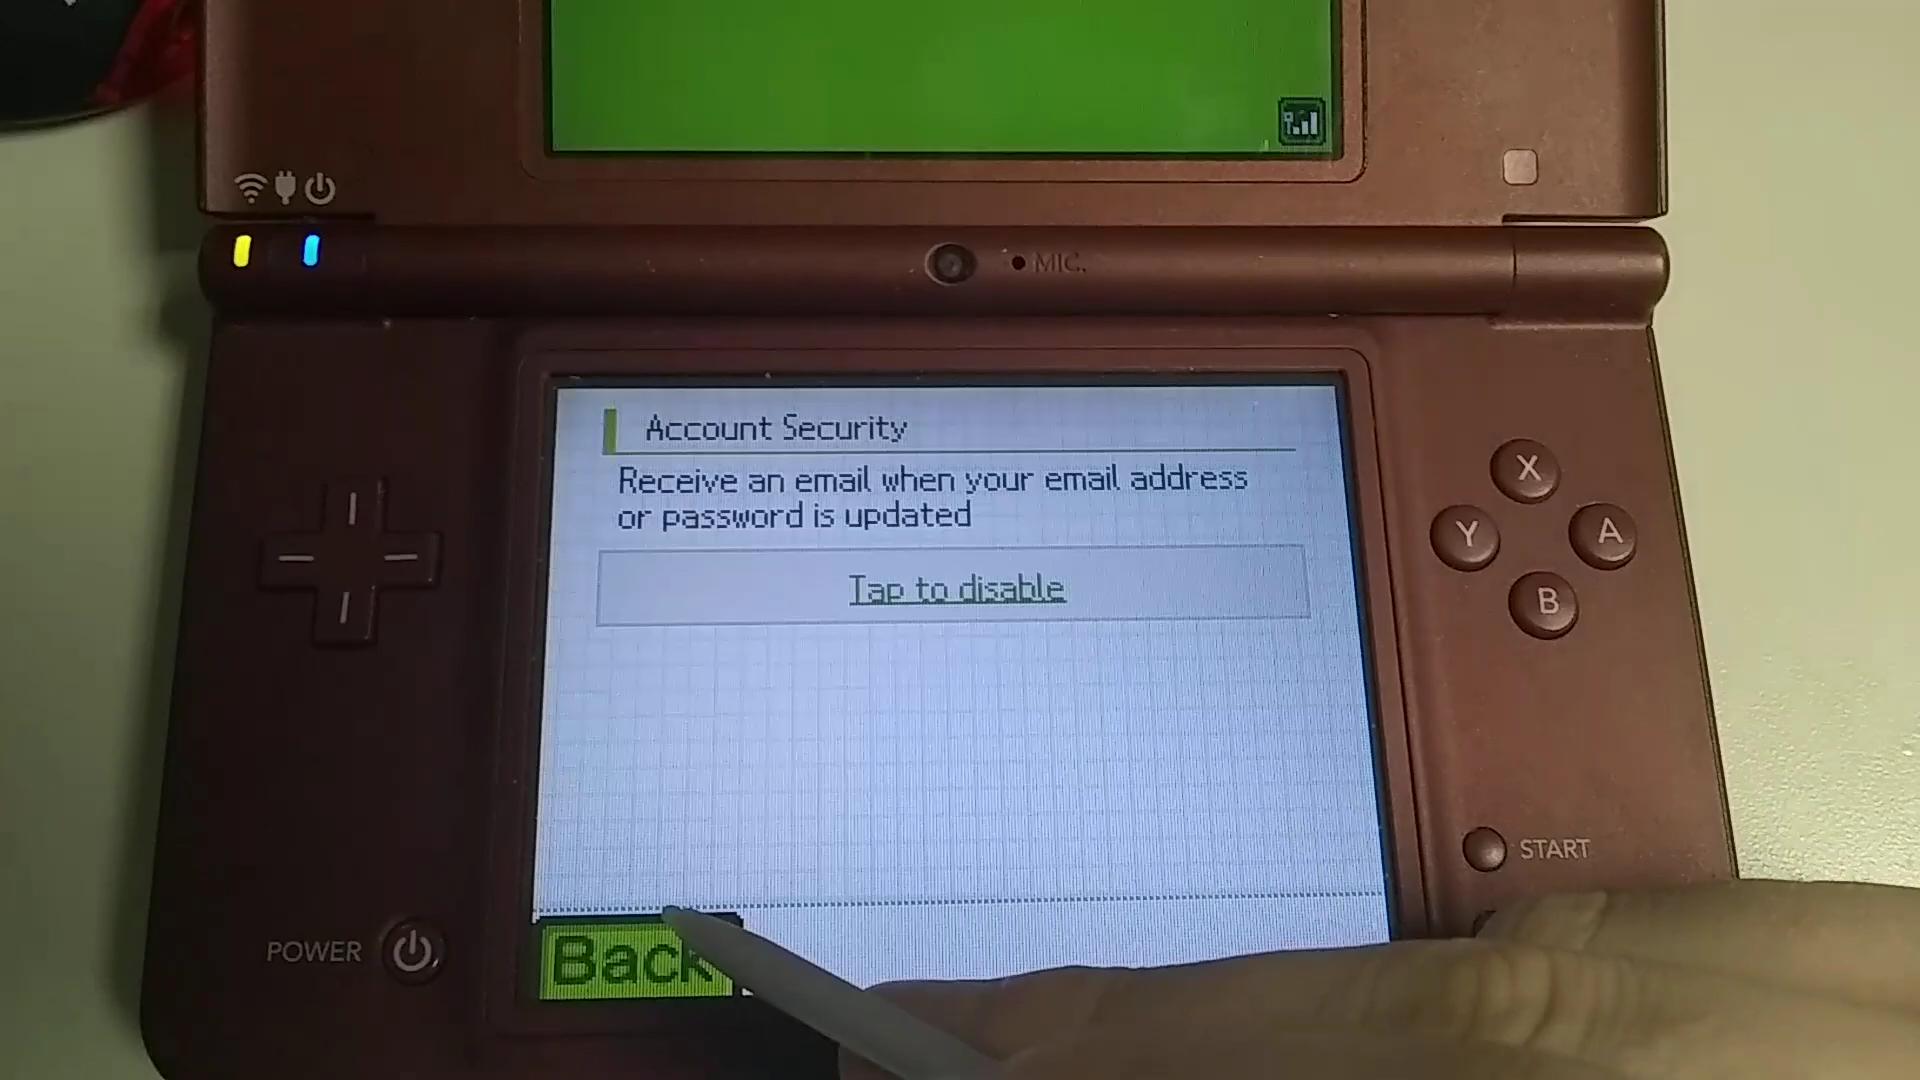 MIC.
Account Security
Receive an email when your email address
or password is updated
Tap to disable
X
Y
A
B
START
POWER
Back